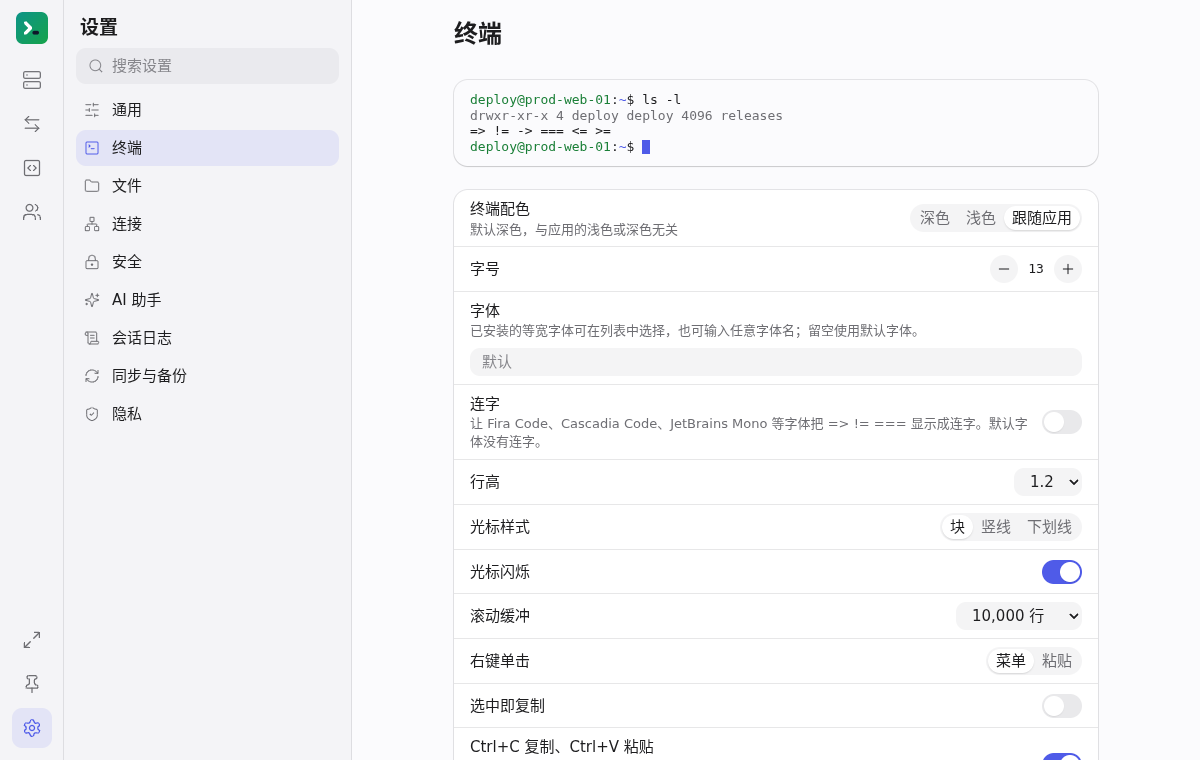 设置
搜索设置
通用
终端
文件
连接
安全
AI 助手
会话日志
同步与备份
隐私
终端
deploy@prod-web-01:~$ ls -l
drwxr-xr-x 4 deploy deploy 4096 releases
=> != -> === <= >=
deploy@prod-web-01:~$
终端配色
默认深色，与应用的浅色或深色无关
深色 浅色 跟随应用
字号
13
字体
已安装的等宽字体可在列表中选择，也可输入任意字体名；留空使用默认字体。
默认
连字
让 Fira Code、Cascadia Code、JetBrains Mono 等字体把 => != === 显示成连字。默认字
体没有连字。
行高
1.2
光标样式
块 竖线 下划线
光标闪烁
滚动缓冲
10,000 行
右键单击
菜单 粘贴
选中即复制
Ctrl+C 复制、Ctrl+V 粘贴